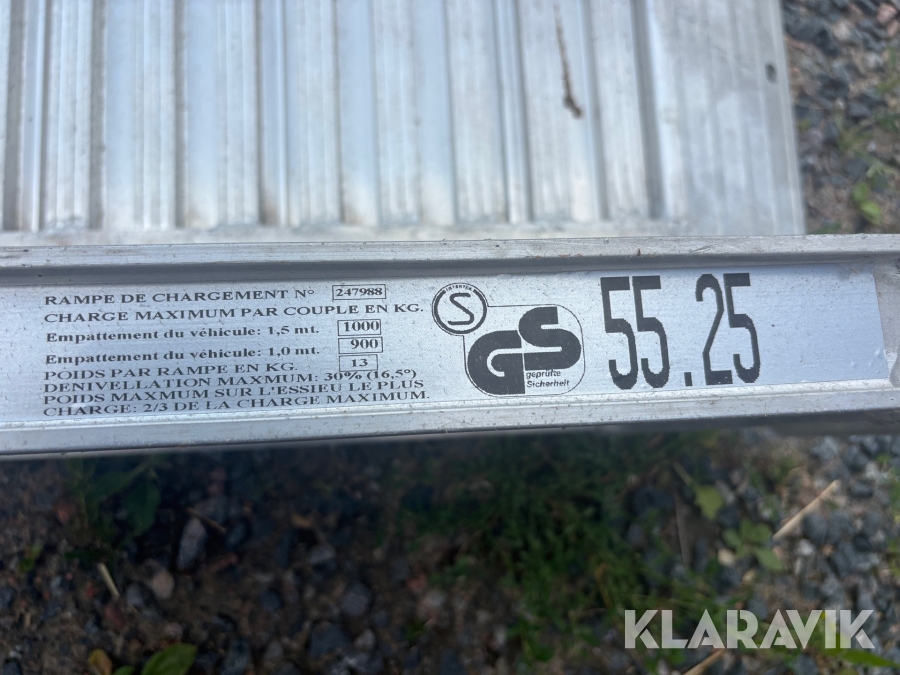 RAMPE DE CHARGEMENT No 247988
CHARGE MAXIMUM PAR COUPLE EN KG.
Empattement du véhicule: 1,5 mt. 1000
Empattement du véhicule: 1,0 mt. 900
POIDS PAR RAMPE EN KG. 13
DENIVELLATION MAXMUM: 30% (16,5º)
POIDS MAXMUM SUR L'ESSIEU LE PLUS
CHARGE: 2/3 DE LA CHARGE MAXIMUM.
S
GS
geprüfte
Sicherheit
55.25
KLARAVIK